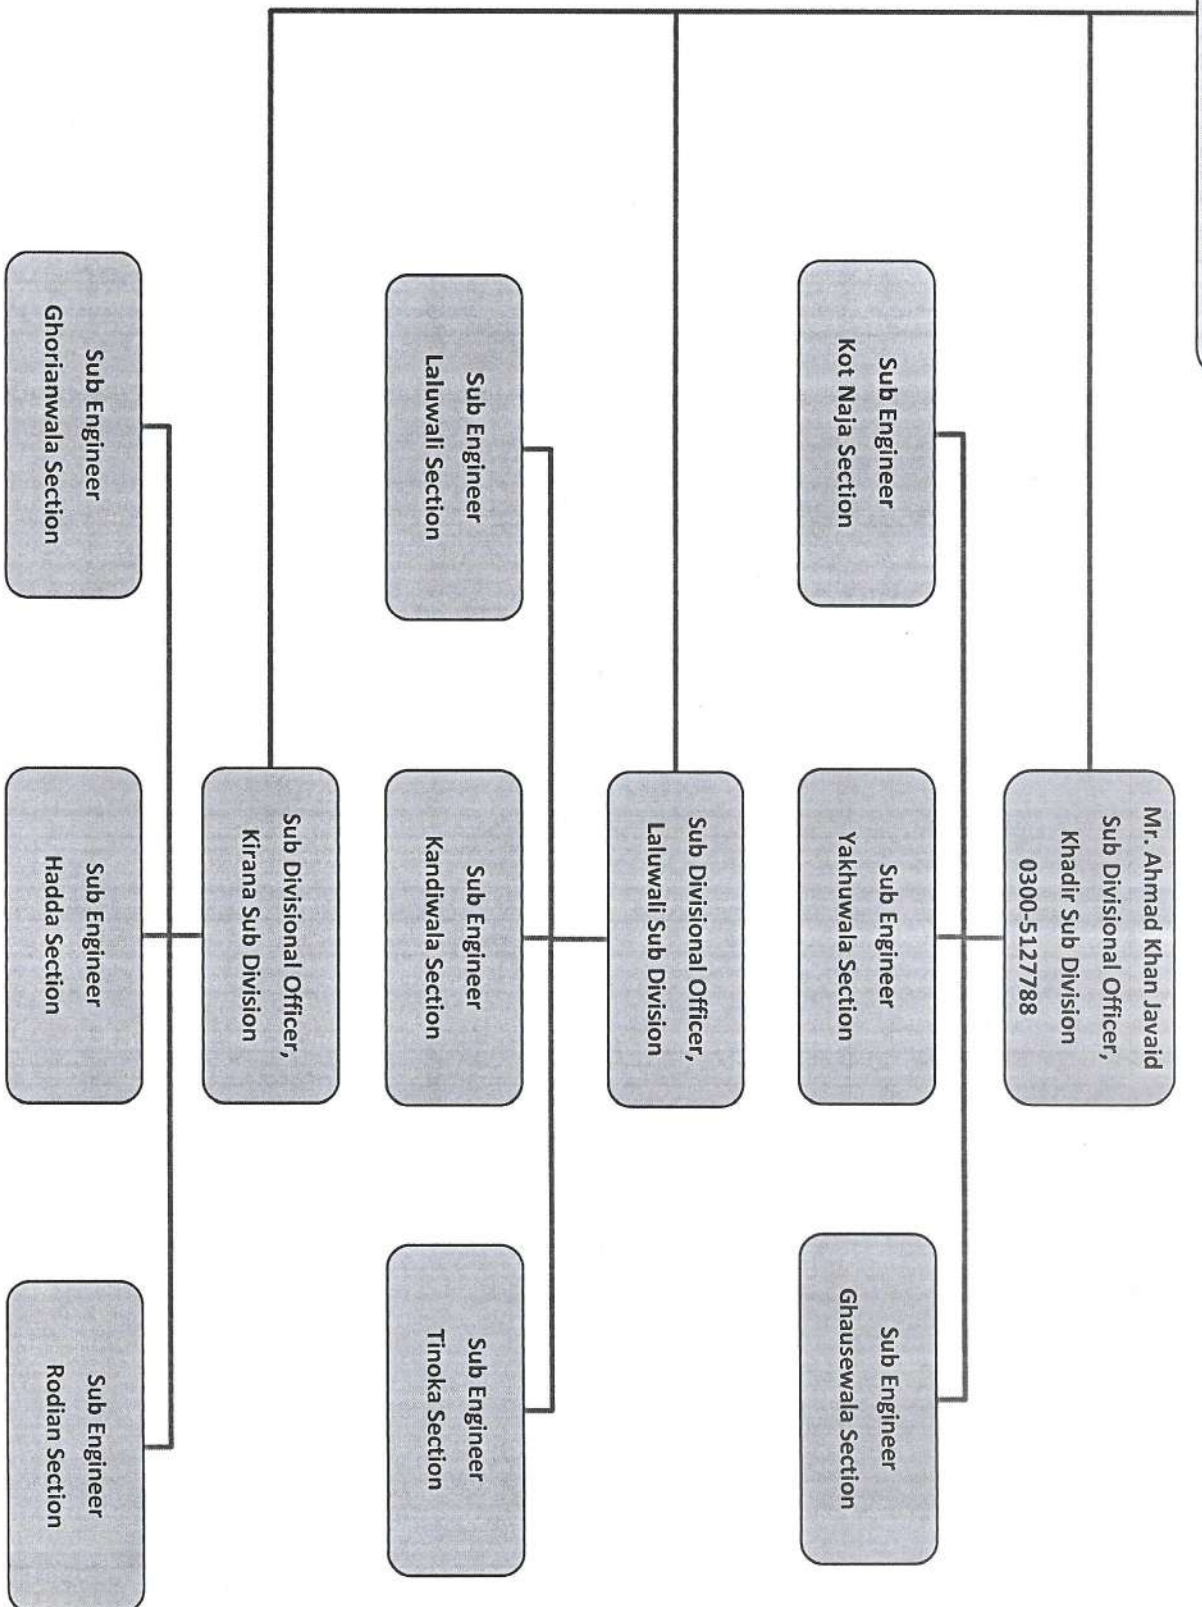 Mr. Ahmad Khan Javaid
Sub Divisional Officer,
Khadir Sub Division
0300-5127788
Sub Engineer
Kot Naja Section
Sub Engineer
Yakhuwala Section
Sub Engineer
Ghausewala Section
Sub Divisional Officer,
Laluwali Sub Division
Sub Engineer
Laluwali Section
Sub Engineer
Kandiwala Section
Sub Engineer
Tinoka Section
Sub Divisional Officer,
Kirana Sub Division
Sub Engineer
Ghorianwala Section
Sub Engineer
Hadda Section
Sub Engineer
Rodian Section